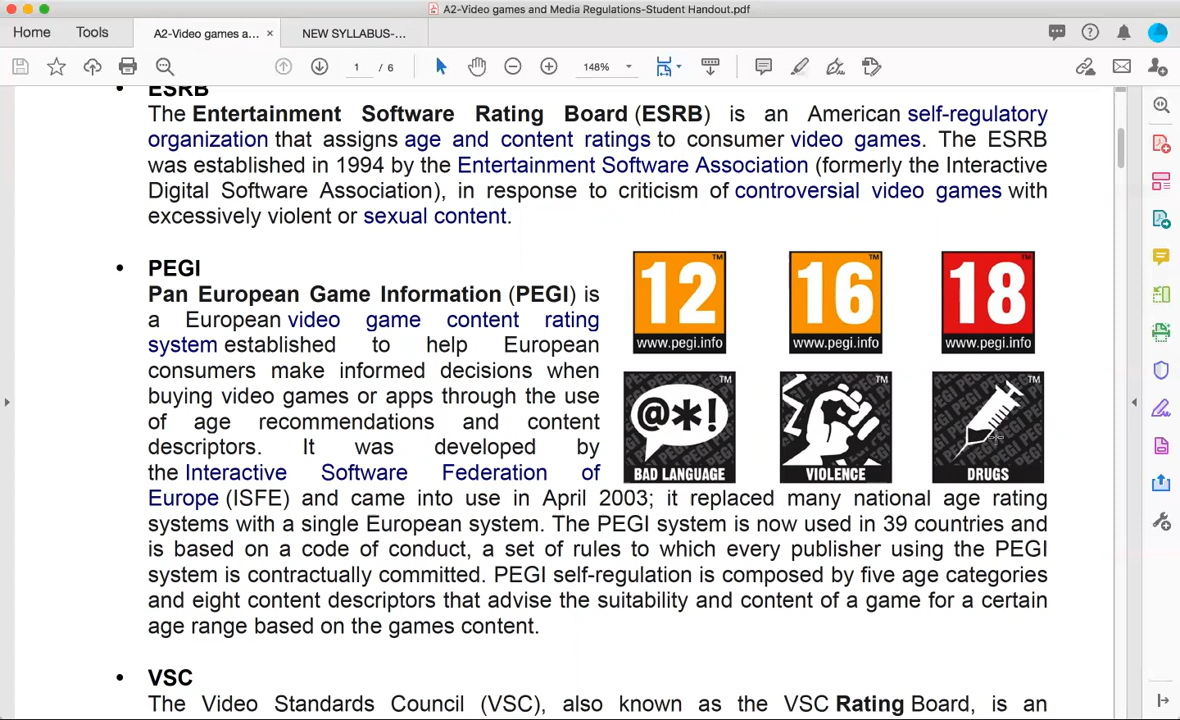 A2-Video games and Media Regulations-Student Handout.pdf
Home
Tools
A2-Video games a...
NEW SYLLABUS-...
1 / 6
148%
• ESRB
The Entertainment Software Rating Board (ESRB) is an American self-regulatory
organization that assigns age and content ratings to consumer video games. The ESRB
was established in 1994 by the Entertainment Software Association (formerly the Interactive
Digital Software Association), in response to criticism of controversial video games with
excessively violent or sexual content.
• PEGI
Pan European Game Information (PEGI) is
a European video game content rating
system established to help European
consumers make informed decisions when
buying video games or apps through the use
of age recommendations and content
descriptors. It was developed by
the Interactive Software Federation of
Europe (ISFE) and came into use in April 2003; it replaced many national age rating
systems with a single European system. The PEGI system is now used in 39 countries and
is based on a code of conduct, a set of rules to which every publisher using the PEGI
system is contractually committed. PEGI self-regulation is composed by five age categories
and eight content descriptors that advise the suitability and content of a game for a certain
age range based on the games content.
12 ™
www.pegi.info
16 ™
www.pegi.info
18 ™
www.pegi.info
@*! ™
BAD LANGUAGE
™
VIOLENCE
™
DRUGS
• VSC
The Video Standards Council (VSC), also known as the VSC Rating Board, is an